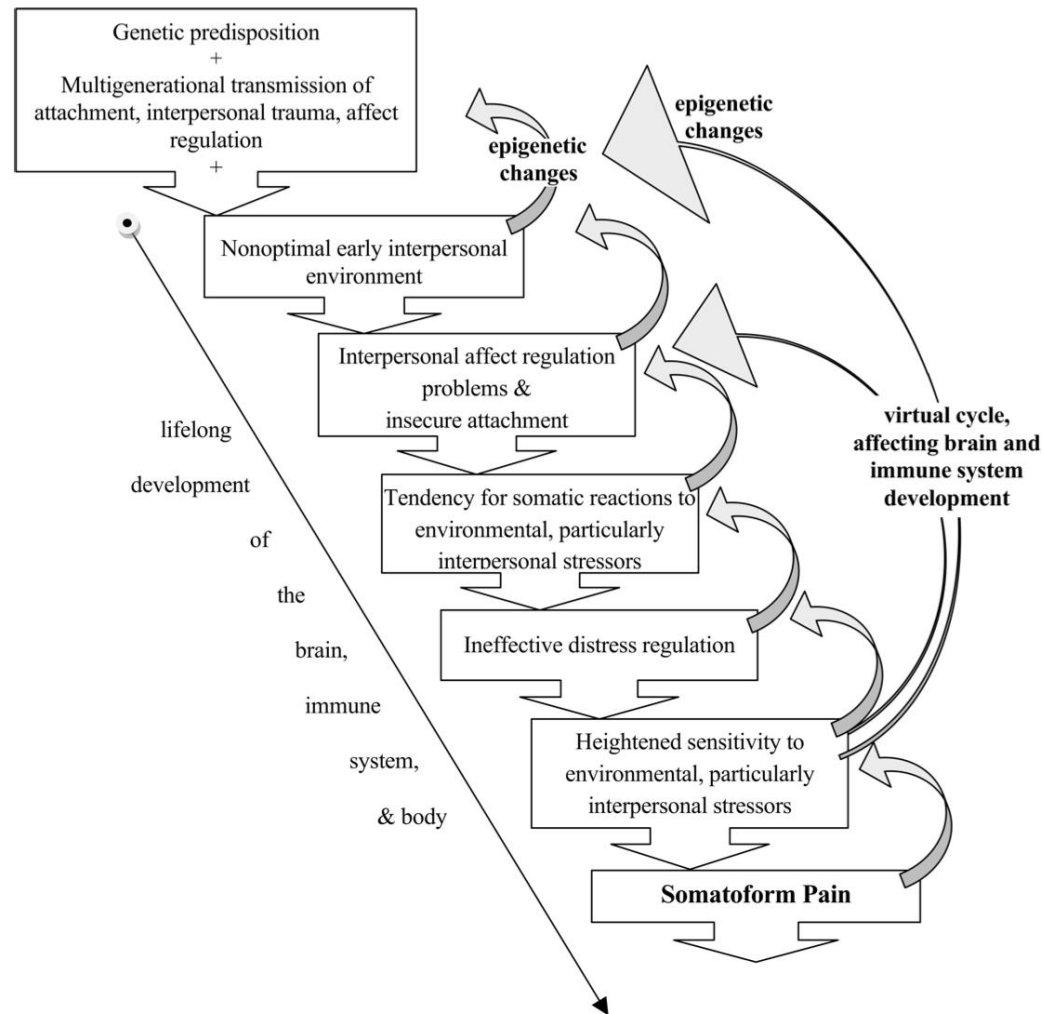 Genetic predisposition
+
Multigenerational transmission of
attachment, interpersonal trauma, affect
regulation
+
epigenetic
changes
epigenetic
changes
Nonoptimal early interpersonal
environment
Interpersonal affect regulation
problems &
insecure attachment
virtual cycle,
affecting brain and
immune system
development
Tendency for somatic reactions to
environmental, particularly
interpersonal stressors
Ineffective distress regulation
Heightened sensitivity to
environmental, particularly
interpersonal stressors
Somatoform Pain
lifelong
development
of
the
brain,
immune
system,
& body